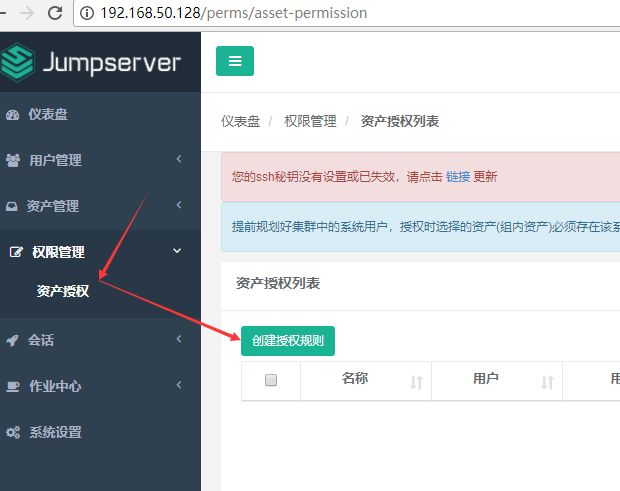 192.168.50.128/perms/asset-permission
Jumpserver
仪表盘
用户管理
资产管理
权限管理
资产授权
会话
作业中心
系统设置
仪表盘 / 权限管理 / 资产授权列表
您的ssh秘钥没有设置或已失效，请点击 链接 更新
提前规划好集群中的系统用户，授权时选择的资产(组内资产)必须存在该系
资产授权列表
创建授权规则
名称 用户 用